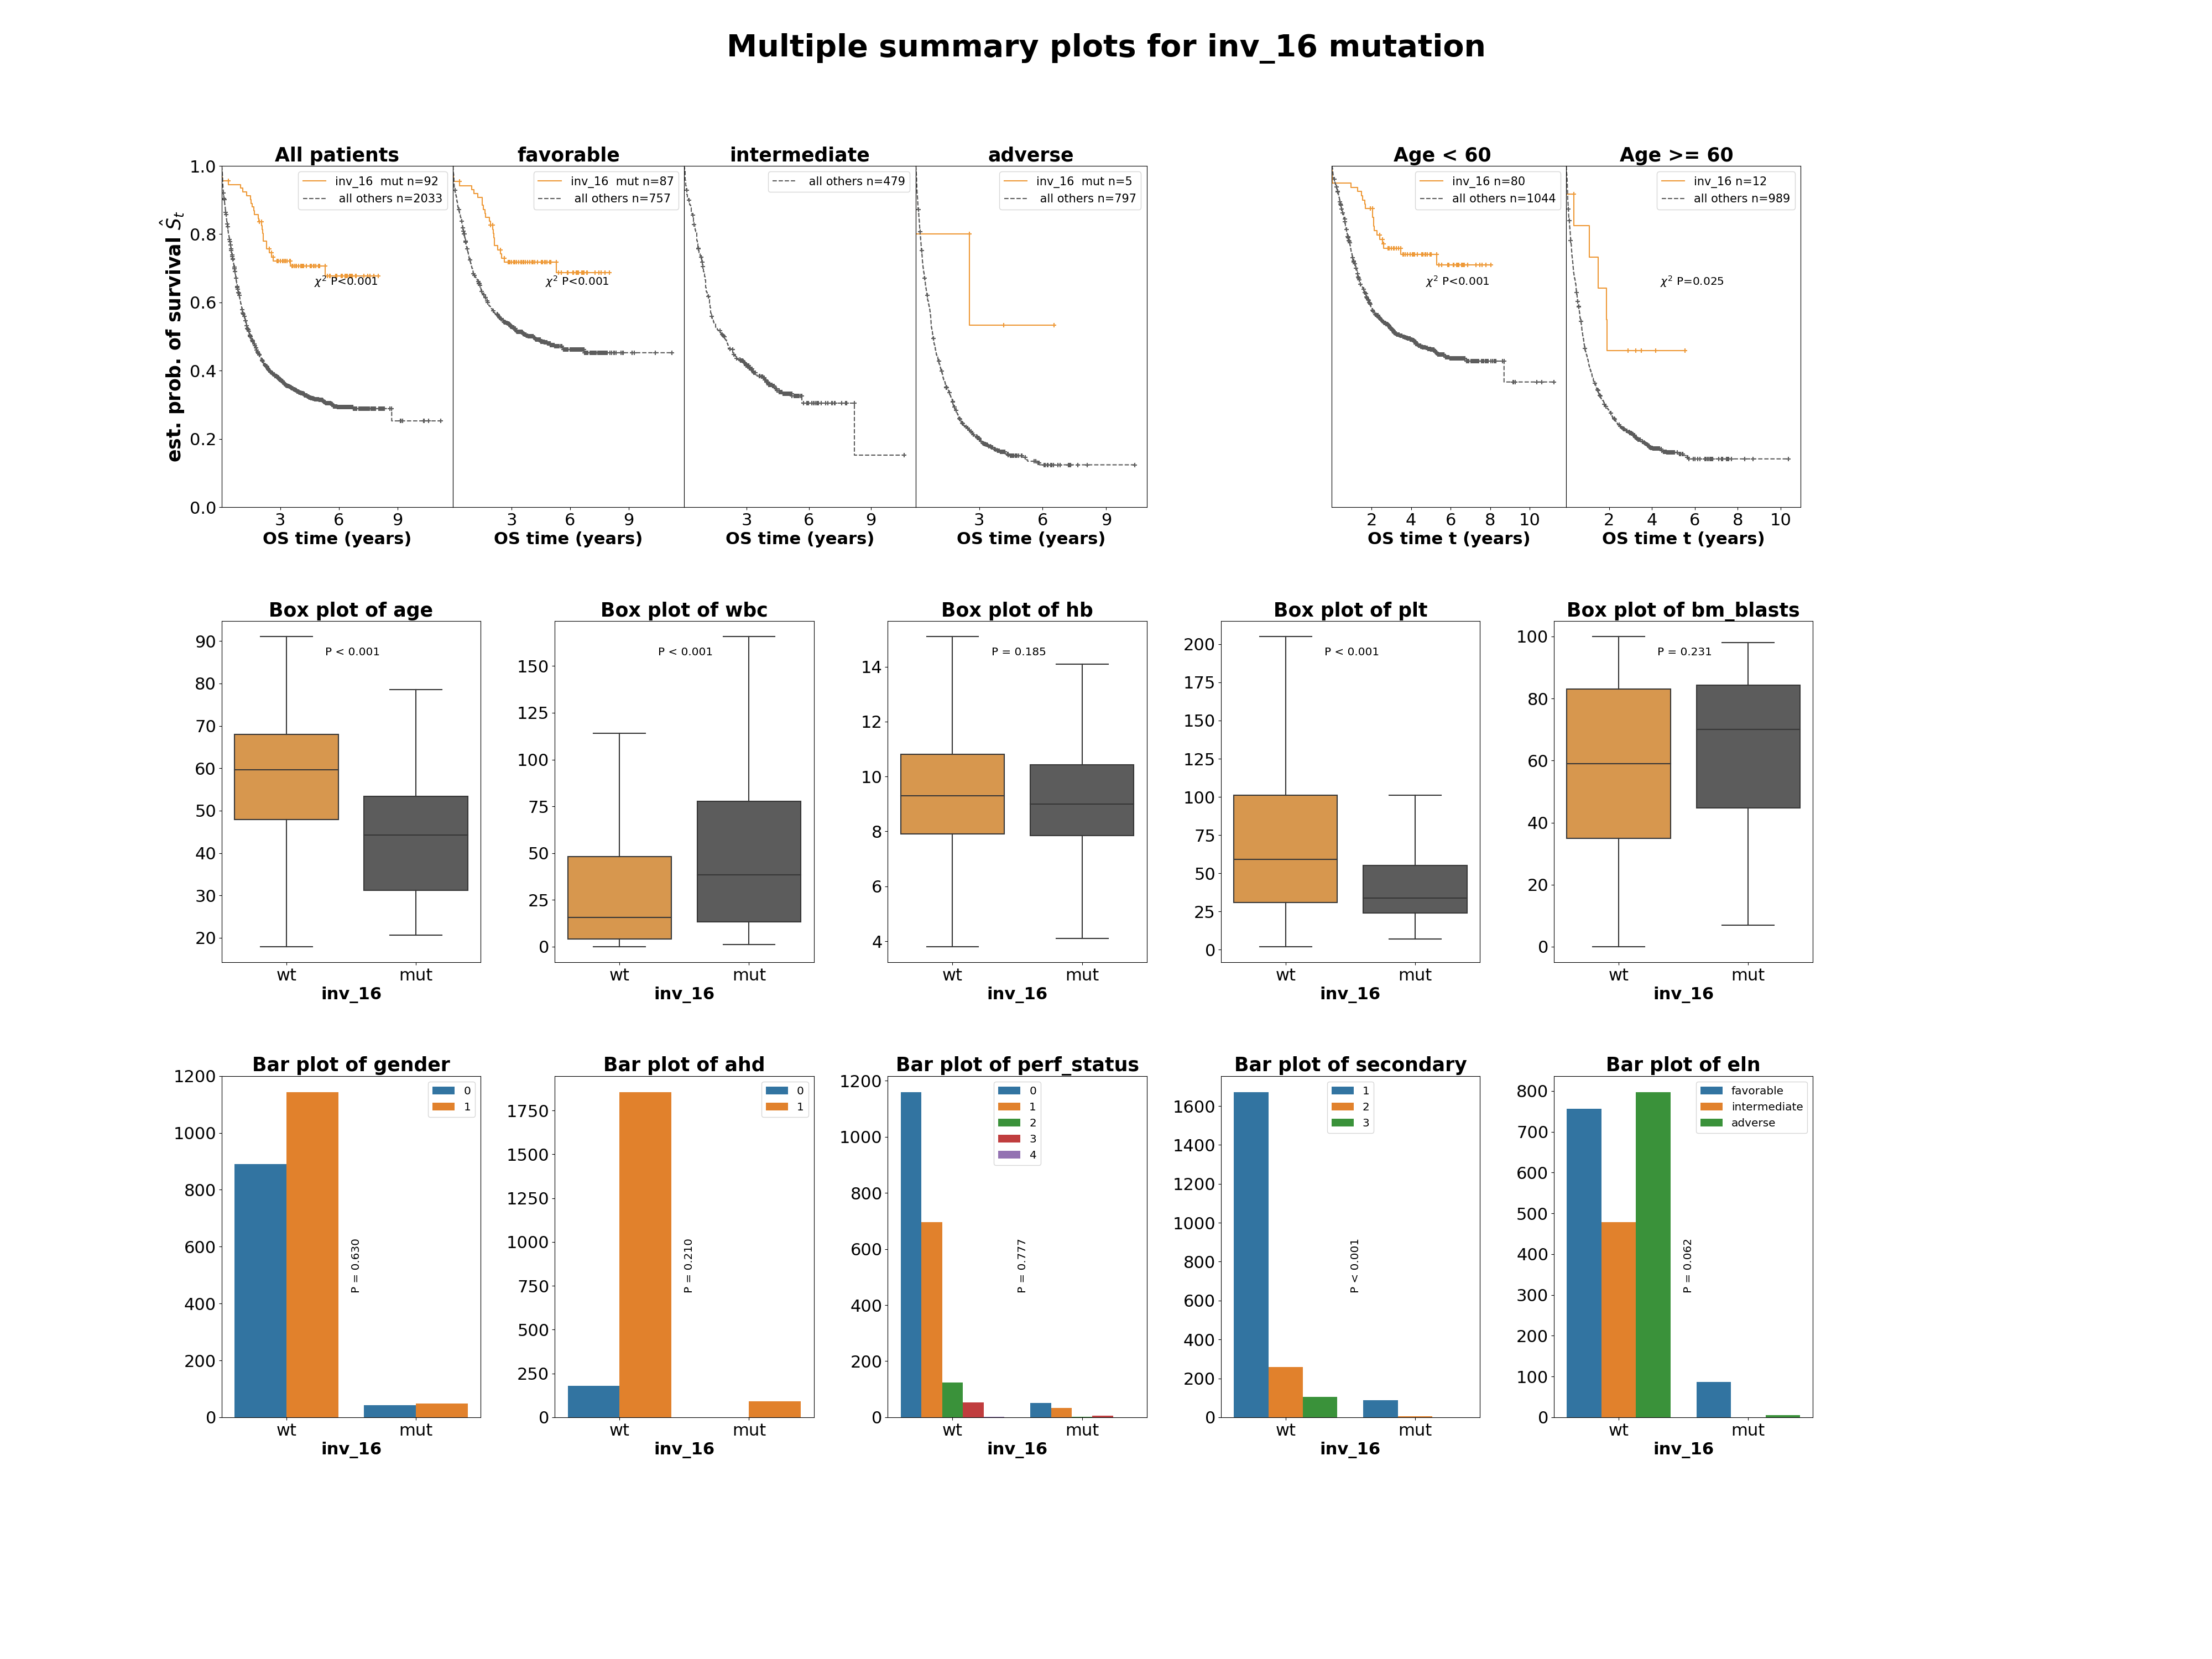 Multiple summary plots for inv_16 mutation
All patients
favorable
intermediate
adverse
Age < 60
Age >= 60
est. prob. of survival Ŝt
1.0
0.8
0.6
0.4
0.2
0.0
inv_16 mut n=92
all others n=2033
χ² P<0.001
inv_16 mut n=87
all others n=757
χ² P<0.001
all others n=479
inv_16 mut n=5
all others n=797
inv_16 n=80
all others n=1044
χ² P<0.001
inv_16 n=12
all others n=989
χ² P=0.025
3 6 9
3 6 9
3 6 9
3 6 9
2 4 6 8 10
2 4 6 8 10
OS time (years)
OS time (years)
OS time (years)
OS time (years)
OS time t (years)
OS time t (years)
Box plot of age
P < 0.001
90
80
70
60
50
40
30
20
wt mut
inv_16
Box plot of wbc
P < 0.001
150
125
100
75
50
25
0
wt mut
inv_16
Box plot of hb
P = 0.185
14
12
10
8
6
4
wt mut
inv_16
Box plot of plt
P < 0.001
200
175
150
125
100
75
50
25
0
wt mut
inv_16
Box plot of bm_blasts
P = 0.231
100
80
60
40
20
0
wt mut
inv_16
Bar plot of gender
0
1
P = 0.630
1200
1000
800
600
400
200
0
wt mut
inv_16
Bar plot of ahd
0
1
P = 0.210
1750
1500
1250
1000
750
500
250
0
wt mut
inv_16
Bar plot of perf_status
0
1
2
3
4
P = 0.777
1200
1000
800
600
400
200
0
wt mut
inv_16
Bar plot of secondary
1
2
3
P < 0.001
1600
1400
1200
1000
800
600
400
200
0
wt mut
inv_16
Bar plot of eln
favorable
intermediate
adverse
P = 0.062
800
700
600
500
400
300
200
100
0
wt mut
inv_16